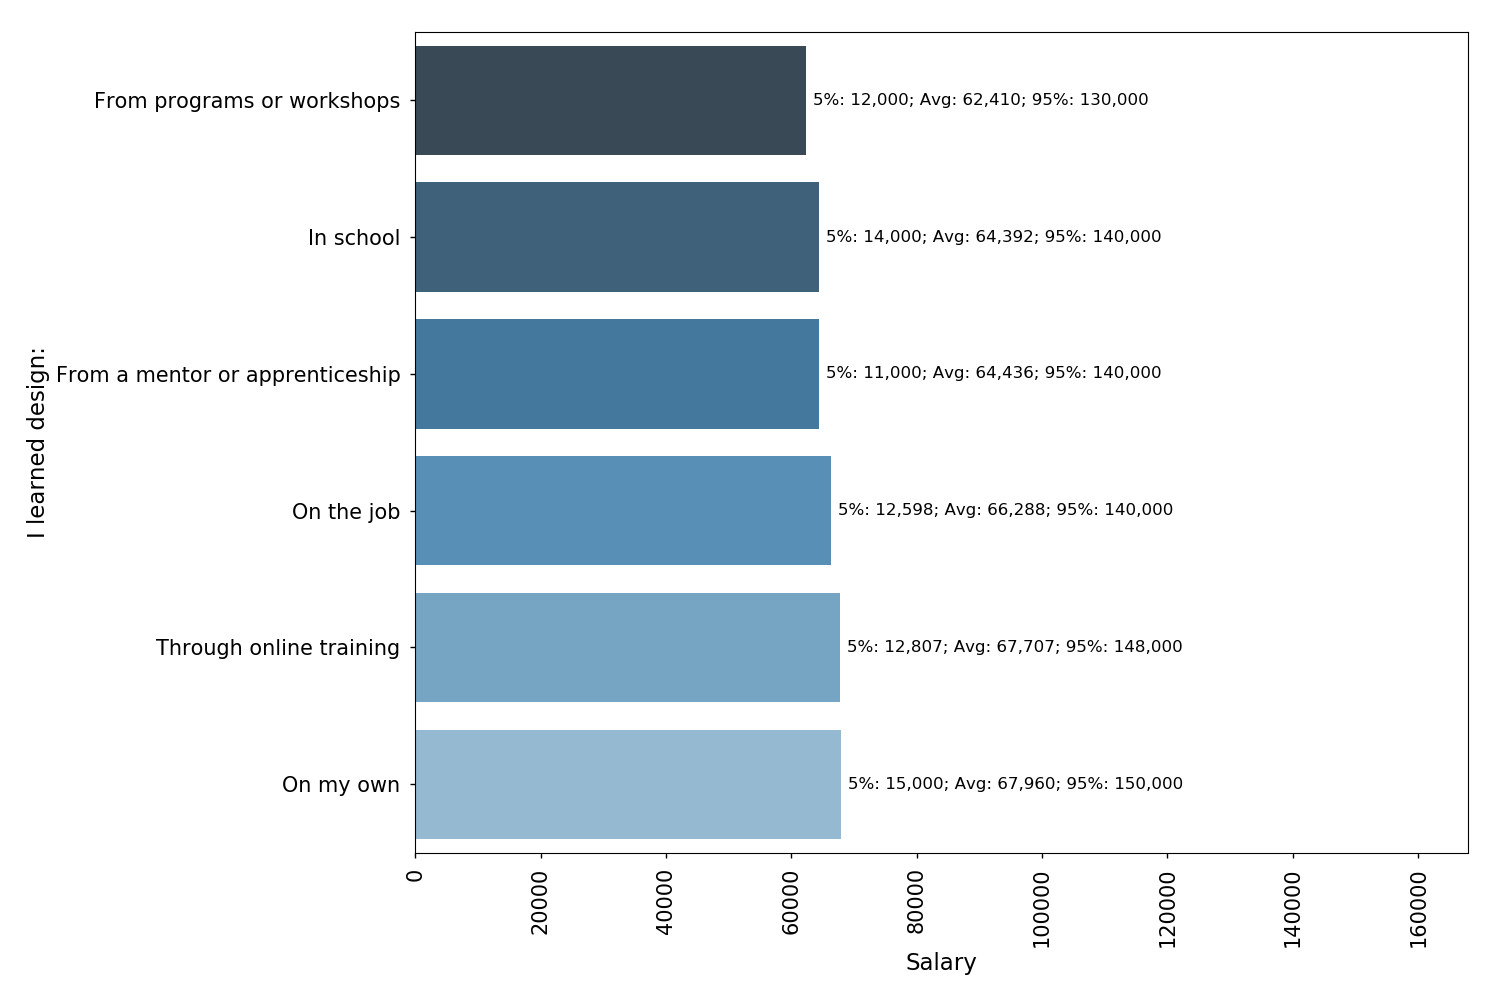 From programs or workshops
5%: 12,000; Avg: 62,410; 95%: 130,000
In school
5%: 14,000; Avg: 64,392; 95%: 140,000
From a mentor or apprenticeship
5%: 11,000; Avg: 64,436; 95%: 140,000
On the job
5%: 12,598; Avg: 66,288; 95%: 140,000
Through online training
5%: 12,807; Avg: 67,707; 95%: 148,000
On my own
5%: 15,000; Avg: 67,960; 95%: 150,000
I learned design:
0
20000
40000
60000
80000
100000
120000
140000
160000
Salary